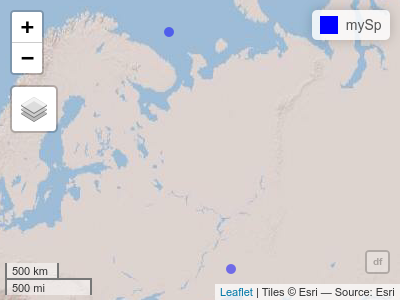 +
mySp
−
df
500 km
500 mi
Leaflet | Tiles © Esri — Source: Esri